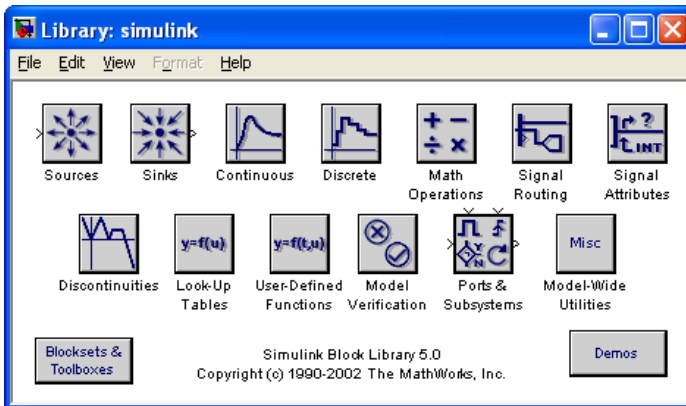 Library: simulink
File Edit View Format Help
+ −
÷ ×
?
t.INT
Sources Sinks Continuous Discrete Math Operations Signal Routing Signal Attributes
y=f(u) y=f(t,u) Y N Misc
Discontinuities Look-Up Tables User-Defined Functions Model Verification Ports & Subsystems Model-Wide Utilities
Blocksets & Toolboxes
Simulink Block Library 5.0
Copyright (c) 1990-2002 The MathWorks, Inc.
Demos